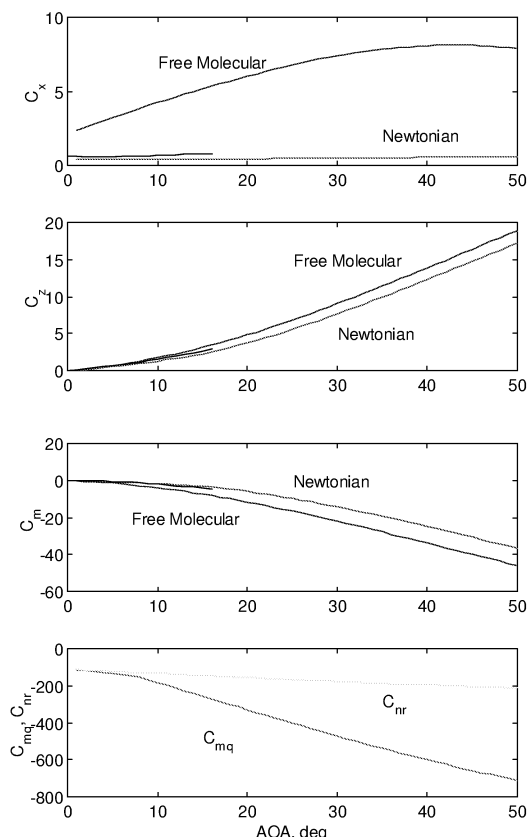 10
Free Molecular
C_x
5
Newtonian
0
0 10 20 30 40 50
20
15
Free Molecular
C_z
10
Newtonian
5
0
0 10 20 30 40 50
20
0
Newtonian
C_m
-20
Free Molecular
-40
-60
0 10 20 30 40 50
0
-200
C_nr
C_mq, C_nr
-400
C_mq
-600
-800
0 10 20 30 40 50
AOA, deg